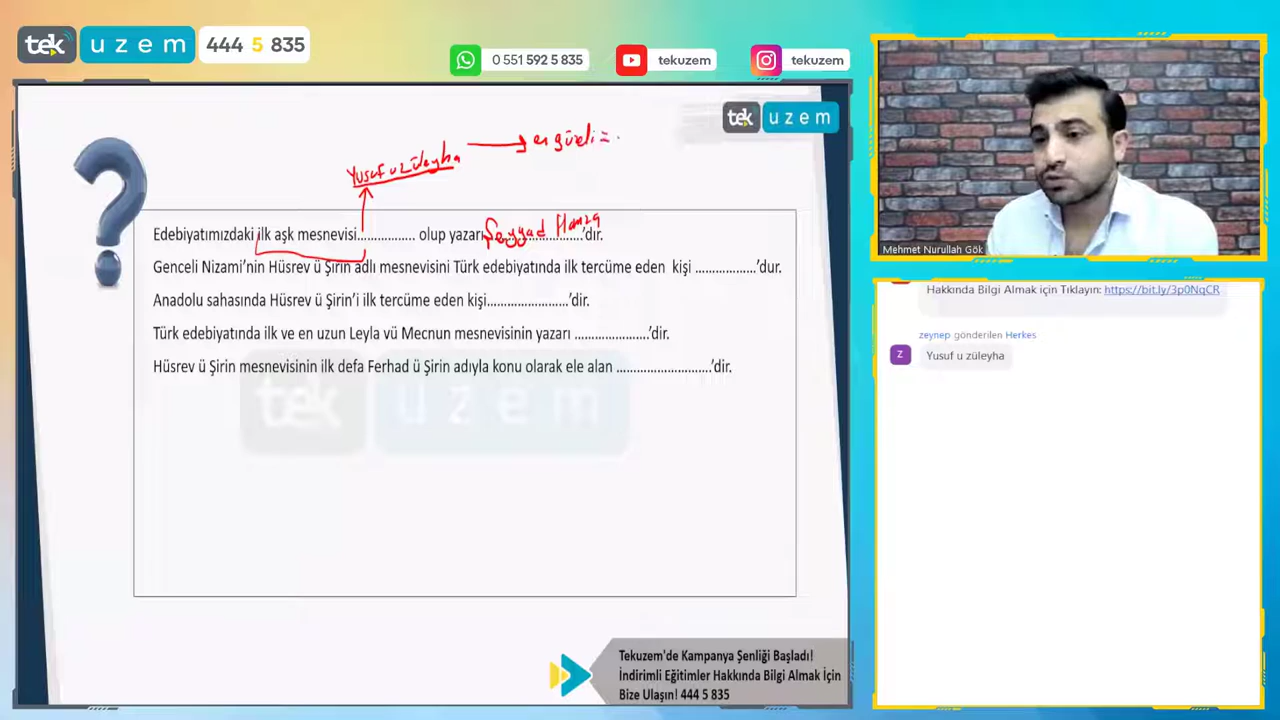 tek uzem 444 5 835
0 551 592 5 835 tekuzem tekuzem
tek uzem
Yusuf u züleyha → en güzeli =
Edebiyatımızdaki ilk aşk mesnevisi................ olup yazarı Şeyyad Hamza'dır.
Genceli Nizami'nin Hüsrev ü Şirin adlı mesnevisini Türk edebiyatında ilk tercüme eden kişi ................'dur.
Anadolu sahasında Hüsrev ü Şirin'i ilk tercüme eden kişi......................'dir.
Türk edebiyatında ilk ve en uzun Leyla vü Mecnun mesnevisinin yazarı ....................'dir.
Hüsrev ü Şirin mesnevisinin ilk defa Ferhad ü Şirin adıyla konu olarak ele alan .........................'dir.
tek uzem
Tekuzem'de Kampanya Şenliği Başladı!
İndirimli Eğitimler Hakkında Bilgi Almak İçin
Bize Ulaşın! 444 5 835
Mehmet Nurullah Gök
Hakkında Bilgi Almak için Tıklayın: https://bit.ly/3p0NqCR
zeynep gönderilen Herkes
Z
Yusuf u züleyha